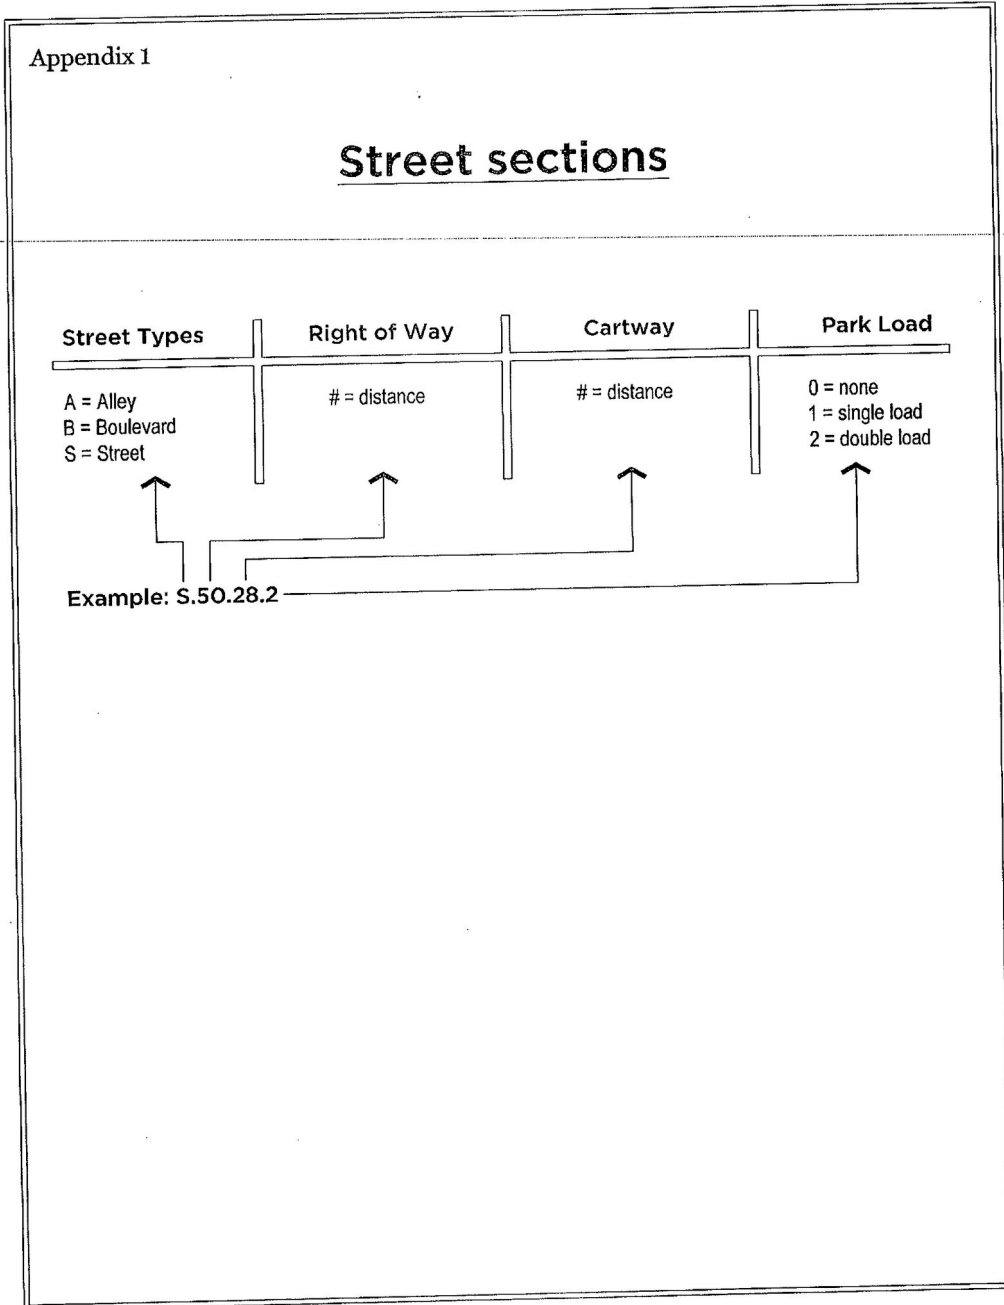 Appendix 1
Street sections
Street Types
Right of Way
Cartway
Park Load
A = Alley
B = Boulevard
S = Street
# = distance
# = distance
0 = none
1 = single load
2 = double load
Example: S.50.28.2